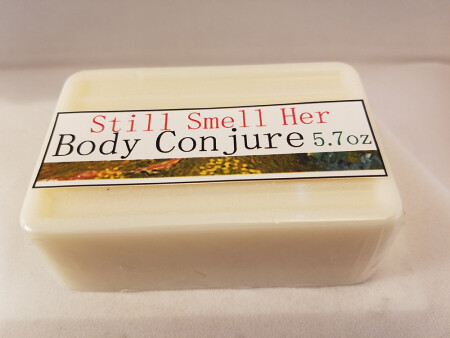 Still Smell Her
Body Conjure 5.7oz